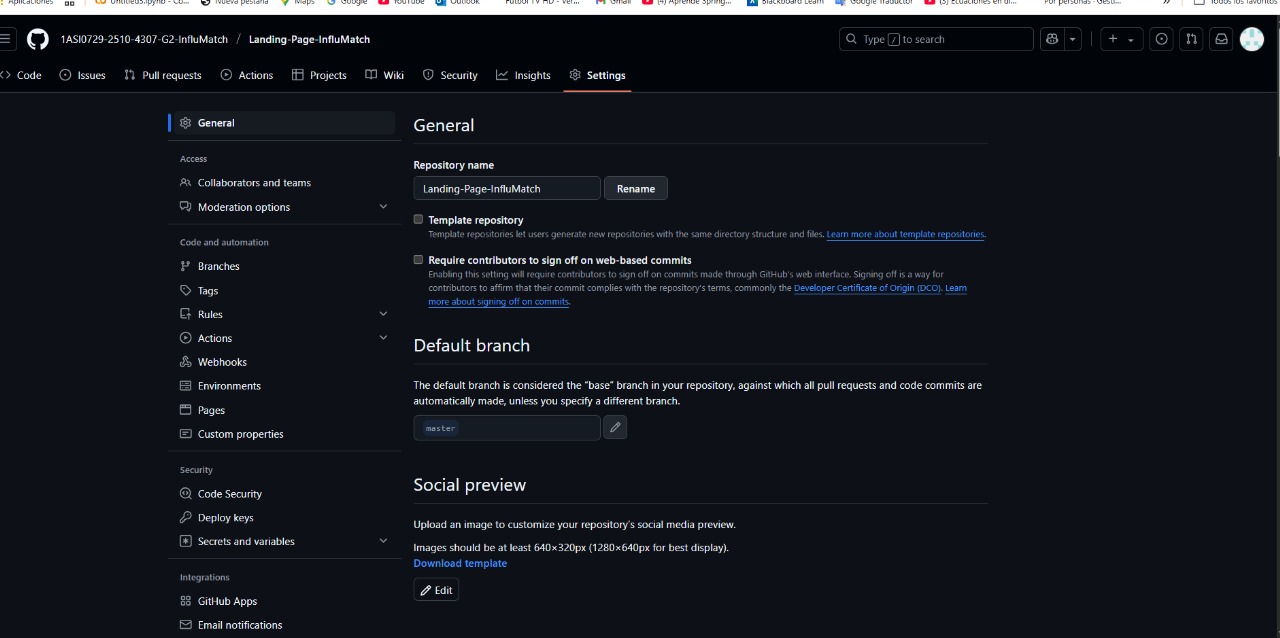 Aplicaciones
Untitled3.ipynb - Co...
Nueva pestaña
Maps
Google
YouTube
Outlook
Futbol TV HD - Ver...
Gmail
(4) Aprende Spring...
Blackboard Learn
Google Traductor
(3) Ecuaciones en di...
Por personas - Gesti...
Todos los favoritos
1ASI0729-2510-4307-G2-InfluMatch / Landing-Page-InfluMatch
Type / to search
Code
Issues
Pull requests
Actions
Projects
Wiki
Security
Insights
Settings
General
Access
Collaborators and teams
Moderation options
Code and automation
Branches
Tags
Rules
Actions
Webhooks
Environments
Pages
Custom properties
Security
Code Security
Deploy keys
Secrets and variables
Integrations
GitHub Apps
Email notifications
General
Repository name
Landing-Page-InfluMatch
Rename
Template repository
Template repositories let users generate new repositories with the same directory structure and files. Learn more about template repositories.
Require contributors to sign off on web-based commits
Enabling this setting will require contributors to sign off on commits made through GitHub's web interface. Signing off is a way for
contributors to affirm that their commit complies with the repository's terms, commonly the Developer Certificate of Origin (DCO). Learn
more about signing off on commits.
Default branch
The default branch is considered the "base" branch in your repository, against which all pull requests and code commits are
automatically made, unless you specify a different branch.
master
Social preview
Upload an image to customize your repository's social media preview.
Images should be at least 640×320px (1280×640px for best display).
Download template
Edit